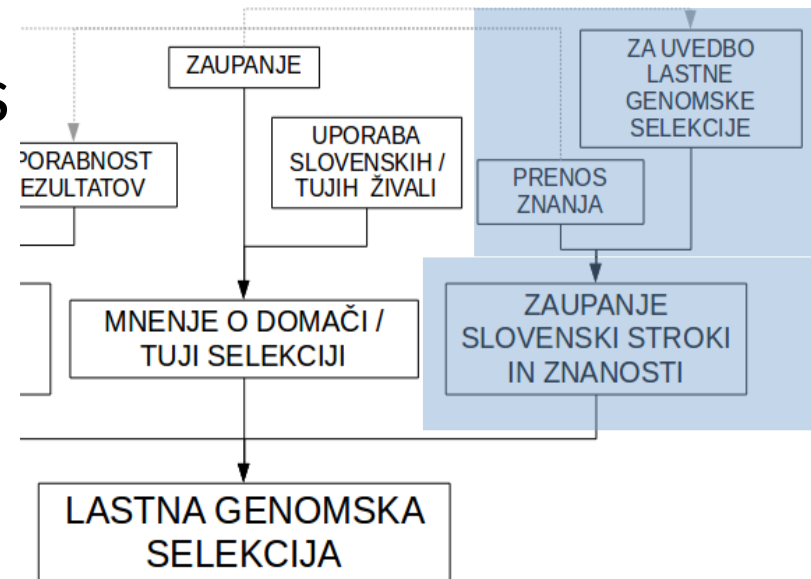 s
ZAUPANJE
ZA UVEDBO
LASTNE
GENOMSKE
SELEKCIJE
UPORABA
SLOVENSKIH /
TUJIH ŽIVALI
PORABNOST
EZULTATOV
PRENOS
ZNANJA
MNENJE O DOMAČI /
TUJI SELEKCIJI
ZAUPANJE
SLOVENSKI STROKI
IN ZNANOSTI
LASTNA GENOMSKA
SELEKCIJA